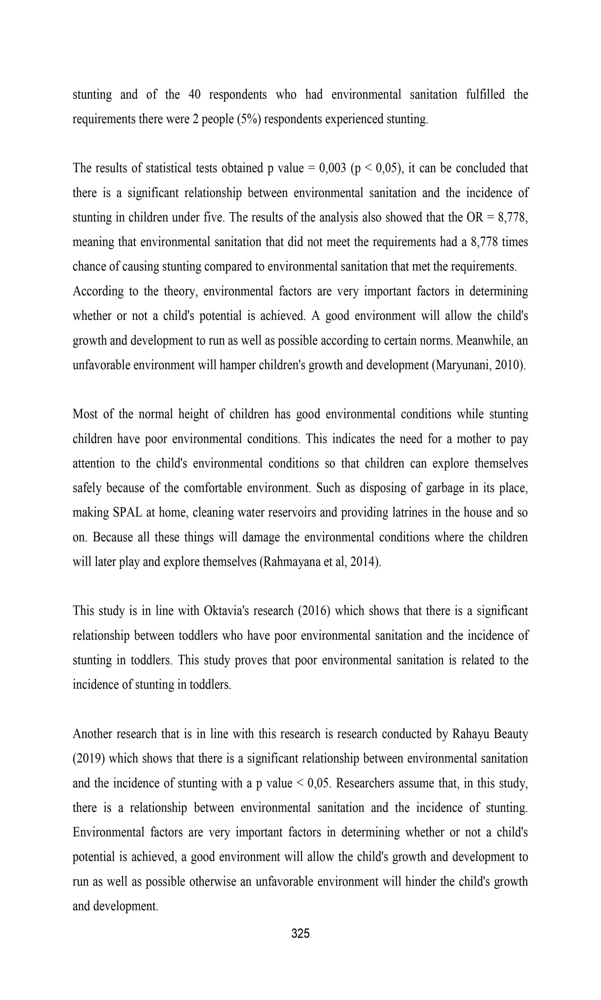 stunting and of the 40 respondents who had environmental sanitation fulfilled the
requirements there were 2 people (5%) respondents experienced stunting.
The results of statistical tests obtained p value = 0,003 (p < 0,05), it can be concluded that
there is a significant relationship between environmental sanitation and the incidence of
stunting in children under five. The results of the analysis also showed that the OR = 8,778,
meaning that environmental sanitation that did not meet the requirements had a 8,778 times
chance of causing stunting compared to environmental sanitation that met the requirements.
According to the theory, environmental factors are very important factors in determining
whether or not a child's potential is achieved. A good environment will allow the child's
growth and development to run as well as possible according to certain norms. Meanwhile, an
unfavorable environment will hamper children's growth and development (Maryunani, 2010).
Most of the normal height of children has good environmental conditions while stunting
children have poor environmental conditions. This indicates the need for a mother to pay
attention to the child's environmental conditions so that children can explore themselves
safely because of the comfortable environment. Such as disposing of garbage in its place,
making SPAL at home, cleaning water reservoirs and providing latrines in the house and so
on. Because all these things will damage the environmental conditions where the children
will later play and explore themselves (Rahmayana et al, 2014).
This study is in line with Oktavia's research (2016) which shows that there is a significant
relationship between toddlers who have poor environmental sanitation and the incidence of
stunting in toddlers. This study proves that poor environmental sanitation is related to the
incidence of stunting in toddlers.
Another research that is in line with this research is research conducted by Rahayu Beauty
(2019) which shows that there is a significant relationship between environmental sanitation
and the incidence of stunting with a p value < 0,05. Researchers assume that, in this study,
there is a relationship between environmental sanitation and the incidence of stunting.
Environmental factors are very important factors in determining whether or not a child's
potential is achieved, a good environment will allow the child's growth and development to
run as well as possible otherwise an unfavorable environment will hinder the child's growth
and development.
325